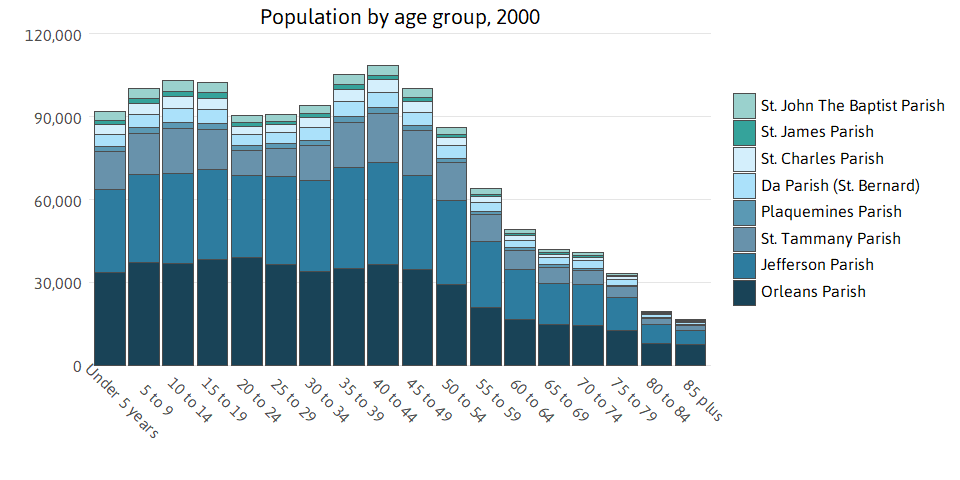 Population by age group, 2000
120,000
90,000
60,000
30,000
0
Under 5 years
5 to 9
10 to 14
15 to 19
20 to 24
25 to 29
30 to 34
35 to 39
40 to 44
45 to 49
50 to 54
55 to 59
60 to 64
65 to 69
70 to 74
75 to 79
80 to 84
85 plus
St. John The Baptist Parish
St. James Parish
St. Charles Parish
Da Parish (St. Bernard)
Plaquemines Parish
St. Tammany Parish
Jefferson Parish
Orleans Parish